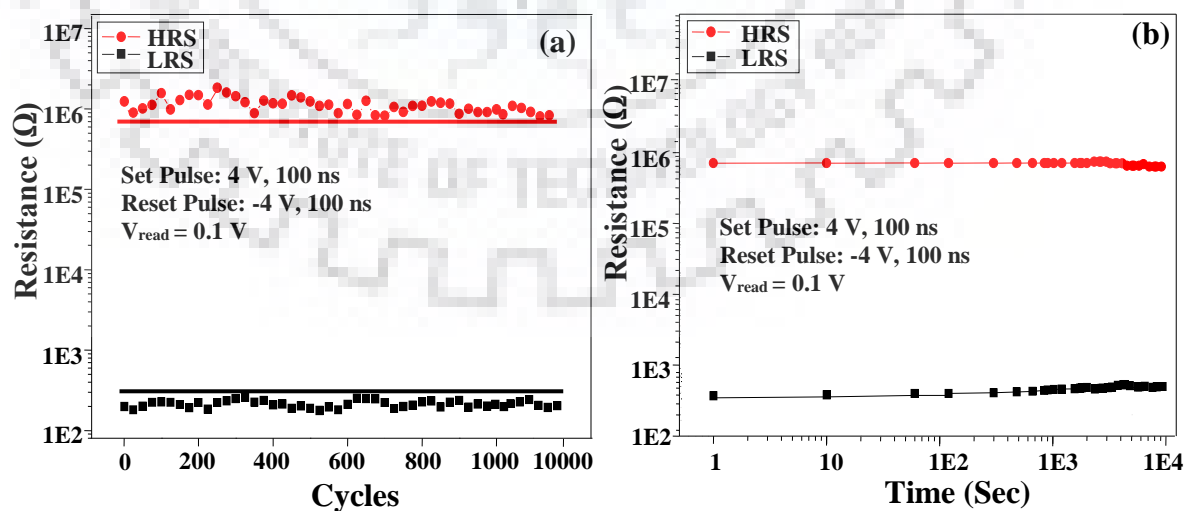 (a)
HRS
LRS
1E7
1E6
1E5
1E4
1E3
1E2
Resistance (Ω)
Set Pulse: 4 V, 100 ns
Reset Pulse: -4 V, 100 ns
Vread = 0.1 V
0
200
400
600
800
1000
10000
Cycles
(b)
HRS
LRS
1E7
1E6
1E5
1E4
1E3
1E2
Resistance (Ω)
Set Pulse: 4 V, 100 ns
Reset Pulse: -4 V, 100 ns
Vread = 0.1 V
1
10
1E2
1E3
1E4
Time (Sec)
OF TEC